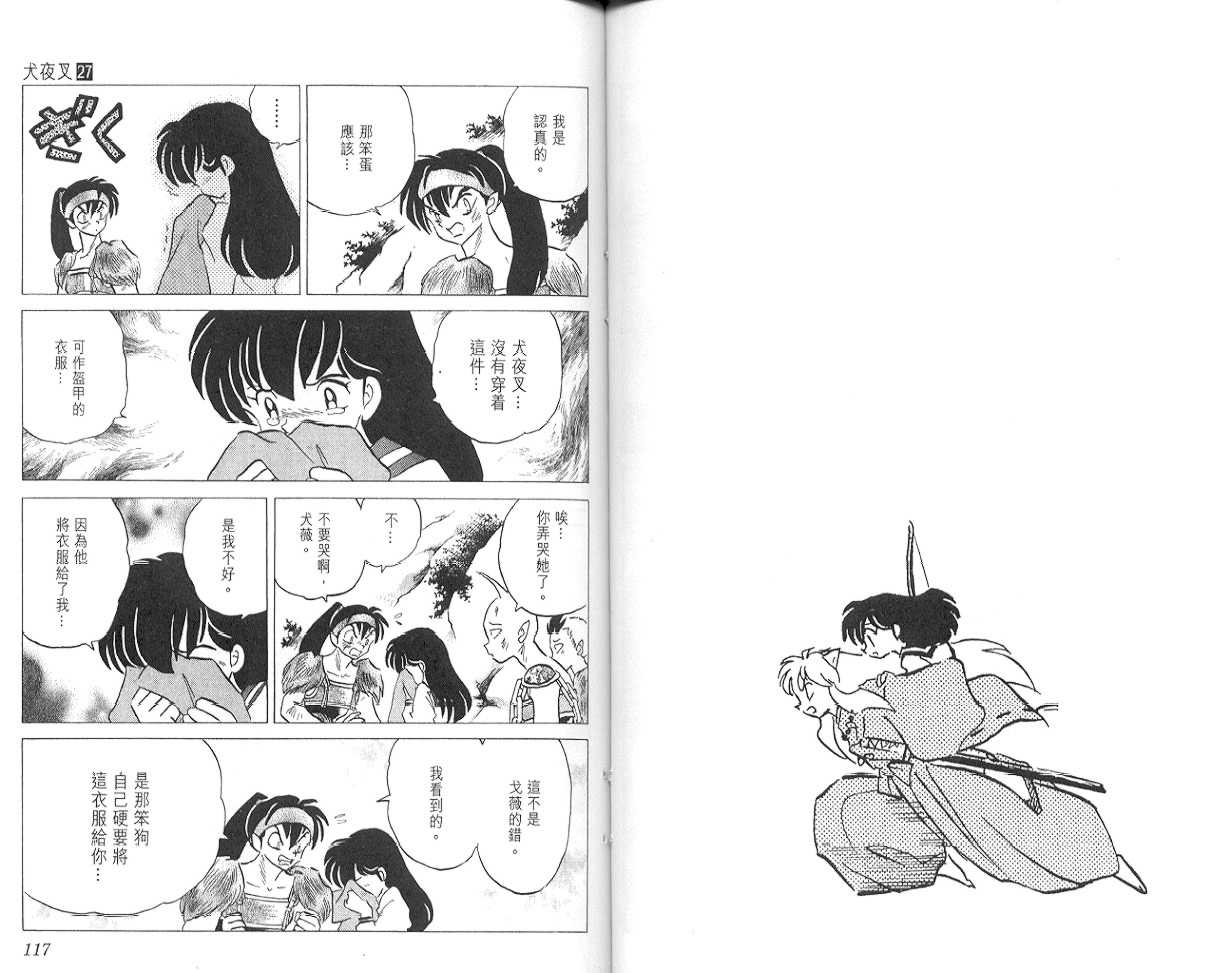 犬夜叉 27
我是
認真的。
那笨蛋
應該…
……
ざく
犬夜叉…
沒有穿着
這件…
可作盔甲的
衣服…
唉…
你弄哭她了。
不…
不要哭啊，
犬薇。
是我不好。
因為他
將衣服給了我…
這不是
戈薇的錯。
我看到的。
是那笨狗
自己硬要將
這衣服給你…
117